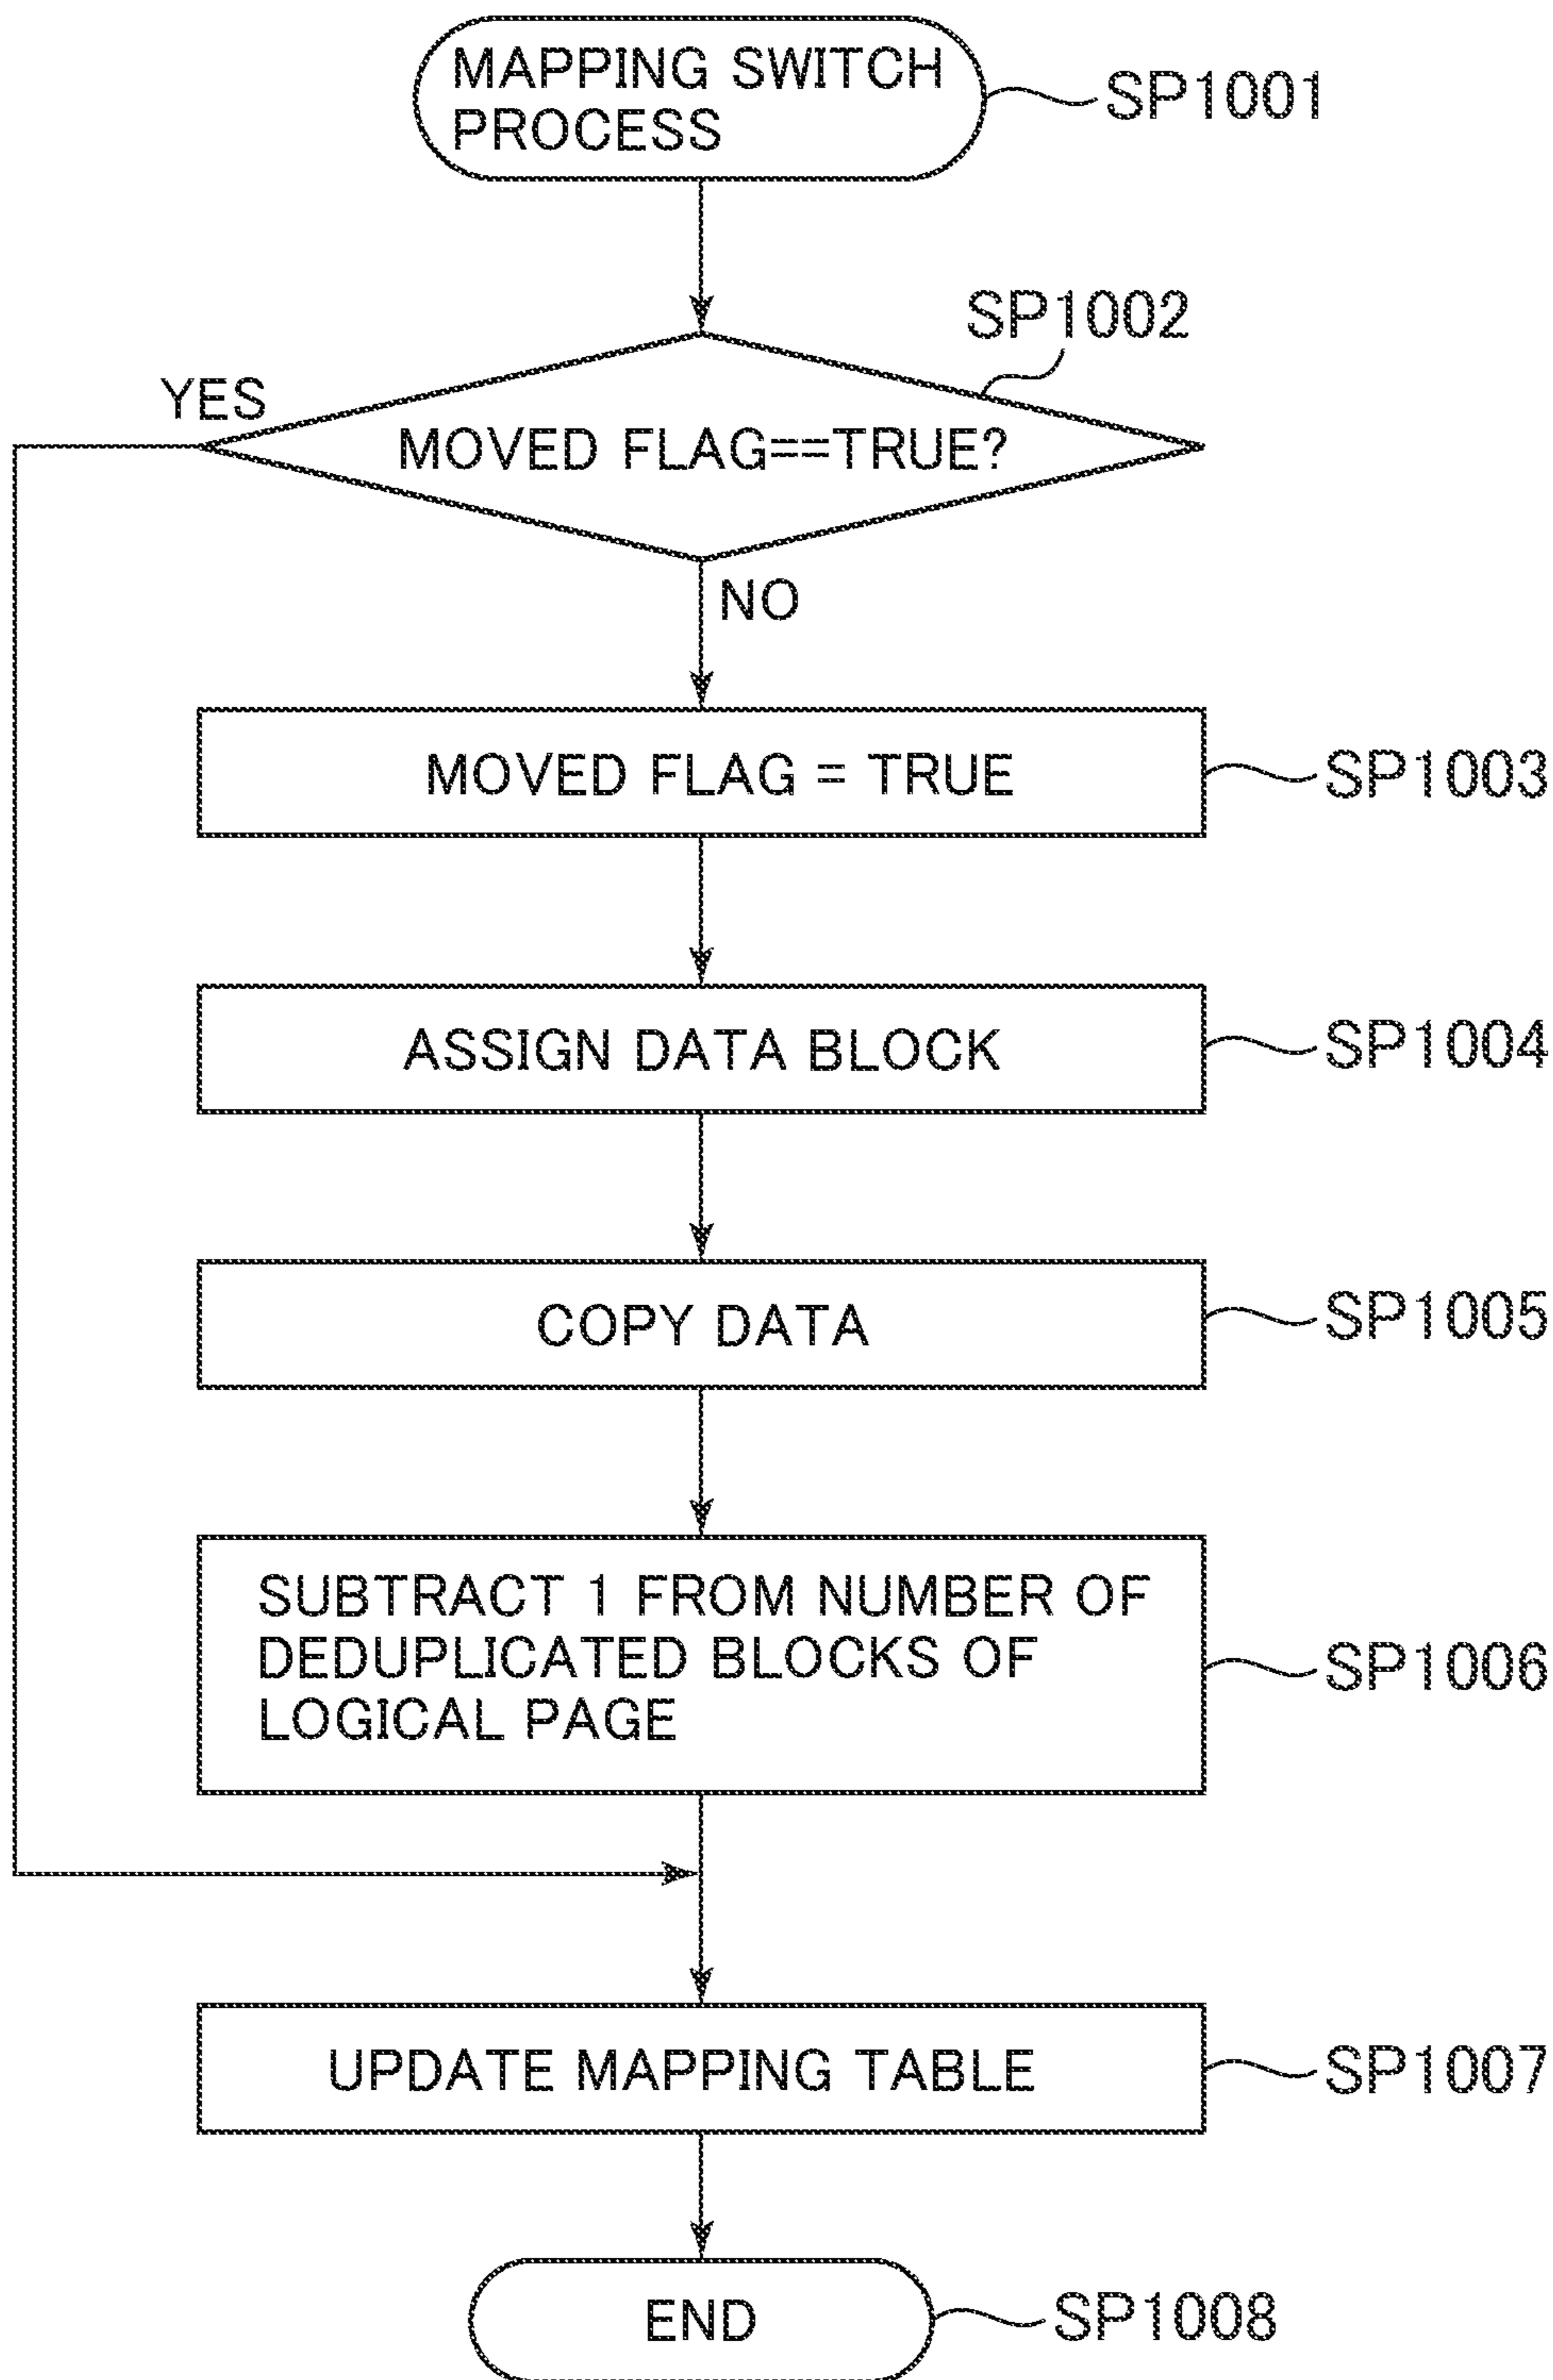 MAPPING SWITCH
PROCESS
SP1001
SP1002
YES
MOVED FLAG==TRUE?
NO
MOVED FLAG = TRUE
SP1003
ASSIGN DATA BLOCK
SP1004
COPY DATA
SP1005
SUBTRACT 1 FROM NUMBER OF
DEDUPLICATED BLOCKS OF
LOGICAL PAGE
SP1006
UPDATE MAPPING TABLE
SP1007
END
SP1008